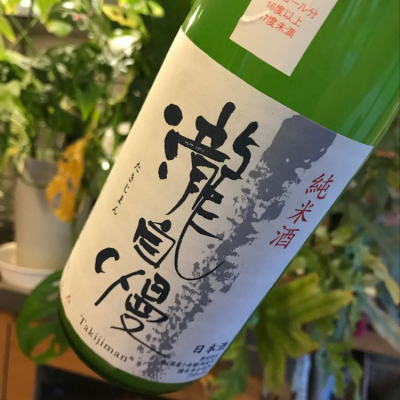 アルコール分
16度以上
17度未満
純米酒
瀧自慢
たきじまん
Takijiman
日本酒